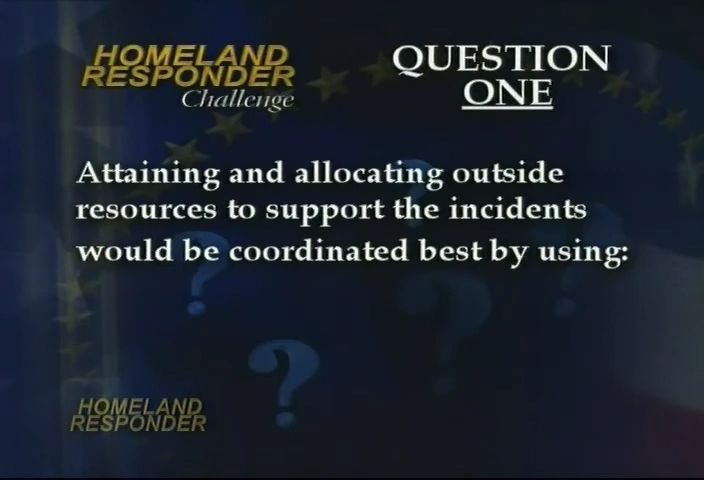 HOMELAND
RESPONDER
Challenge
QUESTION
ONE
Attaining and allocating outside
resources to support the incidents
would be coordinated best by using:
HOMELAND
RESPONDER